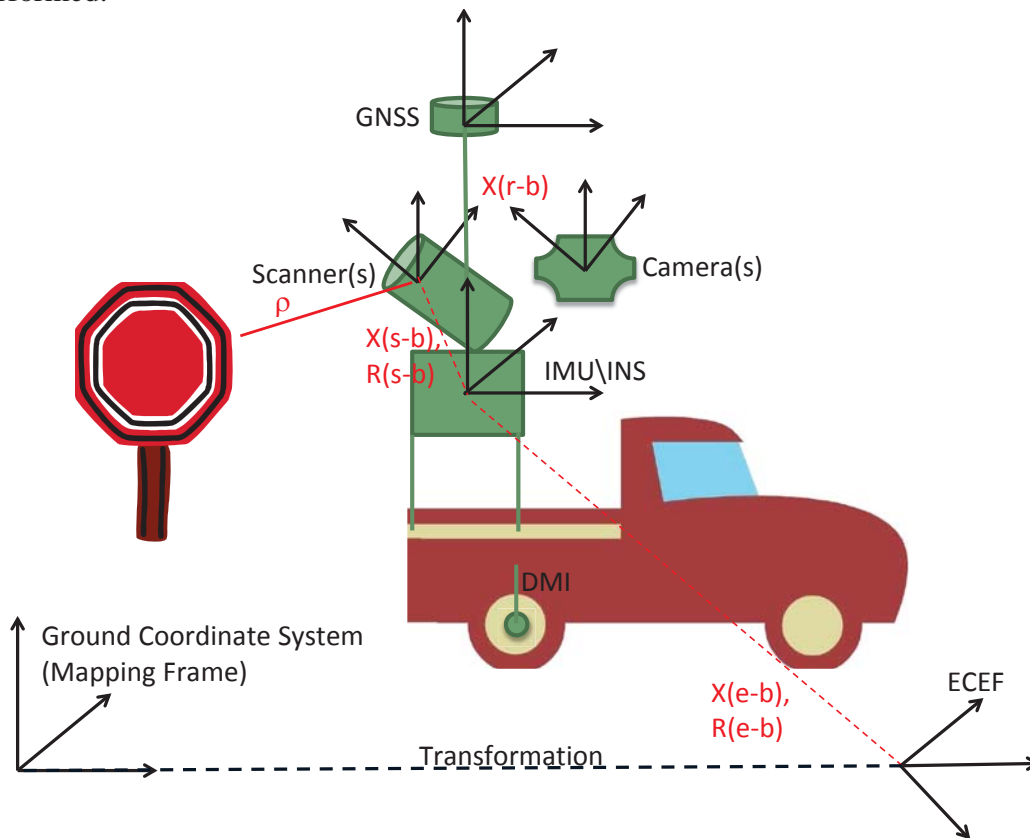 GNSS
X(r-b)
Scanner(s)
Camera(s)
ρ
X(s-b),
R(s-b)
IMU\INS
DMI
Ground Coordinate System
(Mapping Frame)
X(e-b),
R(e-b)
ECEF
Transformation